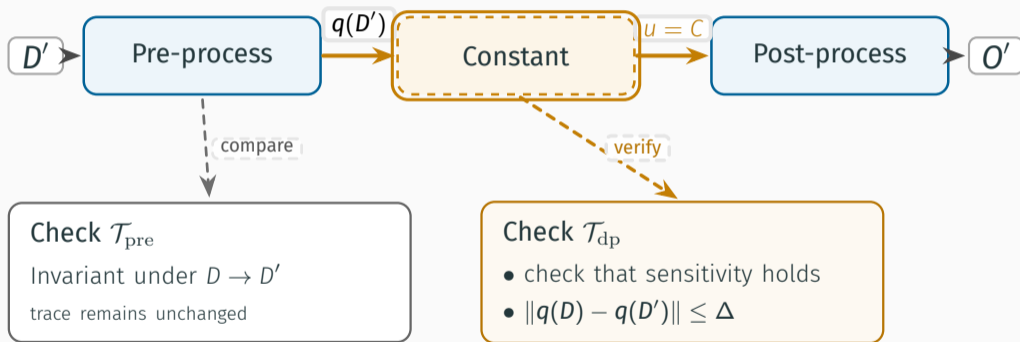 D′
Pre-process
q(D′)
Constant
u = C
Post-process
O′
compare
verify
Check 𝒯pre
Invariant under D → D′
trace remains unchanged
Check 𝒯dp
• check that sensitivity holds
• ‖q(D) − q(D′)‖ ≤ Δ